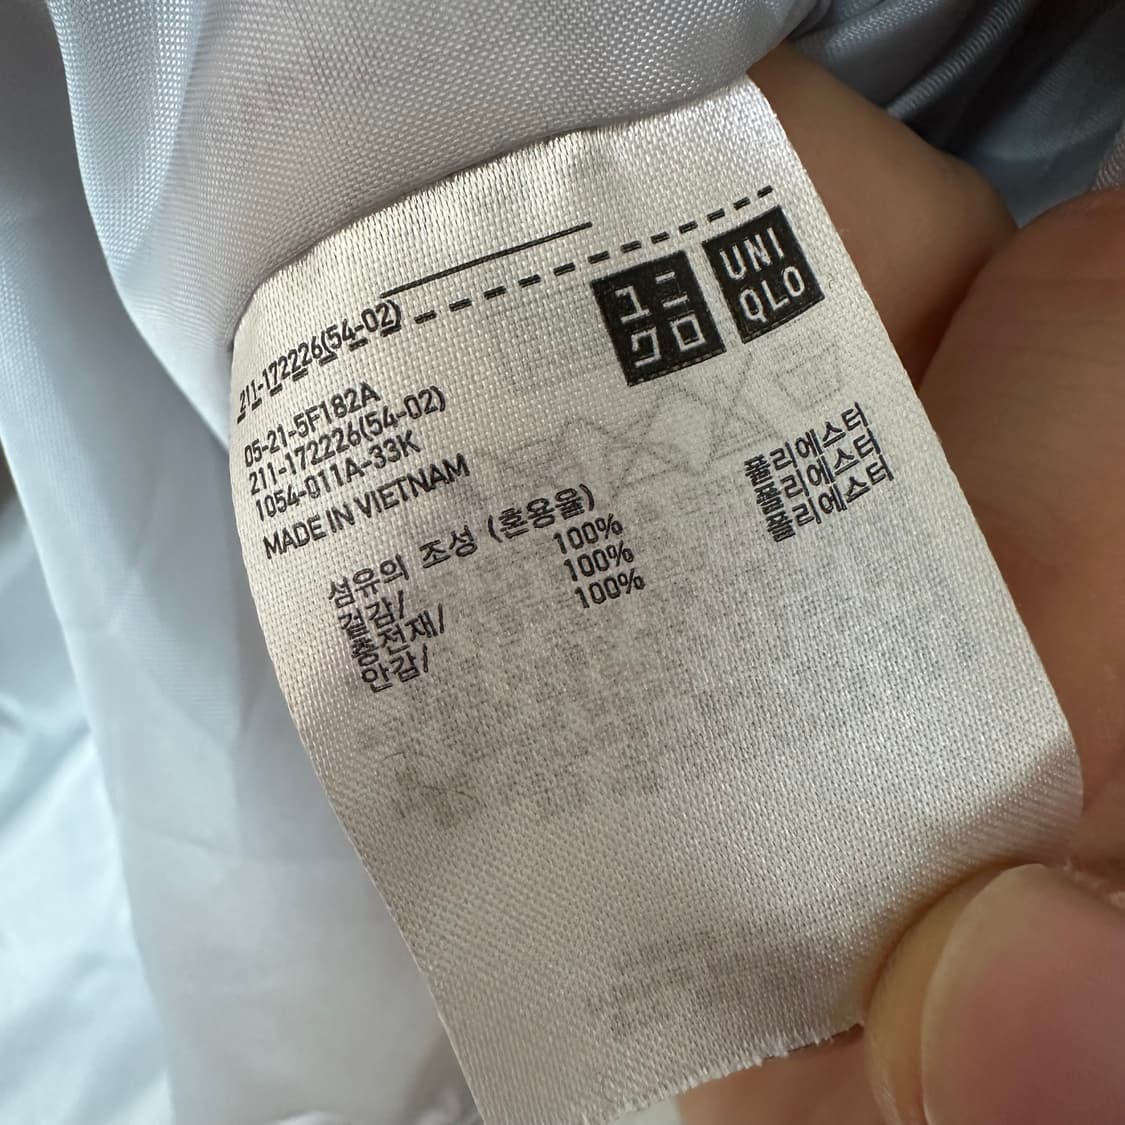 211-172226(54-02)
ユニ
クロ
UNI
QLO
05-21-5F182A
211-172226(54-02)
1054-011A-33K
MADE IN VIETNAM
섬유의 조성 (혼용율)
겉감/ 100% 폴리에스터
충전재/ 100% 폴리에스터
안감/ 100% 폴리에스터